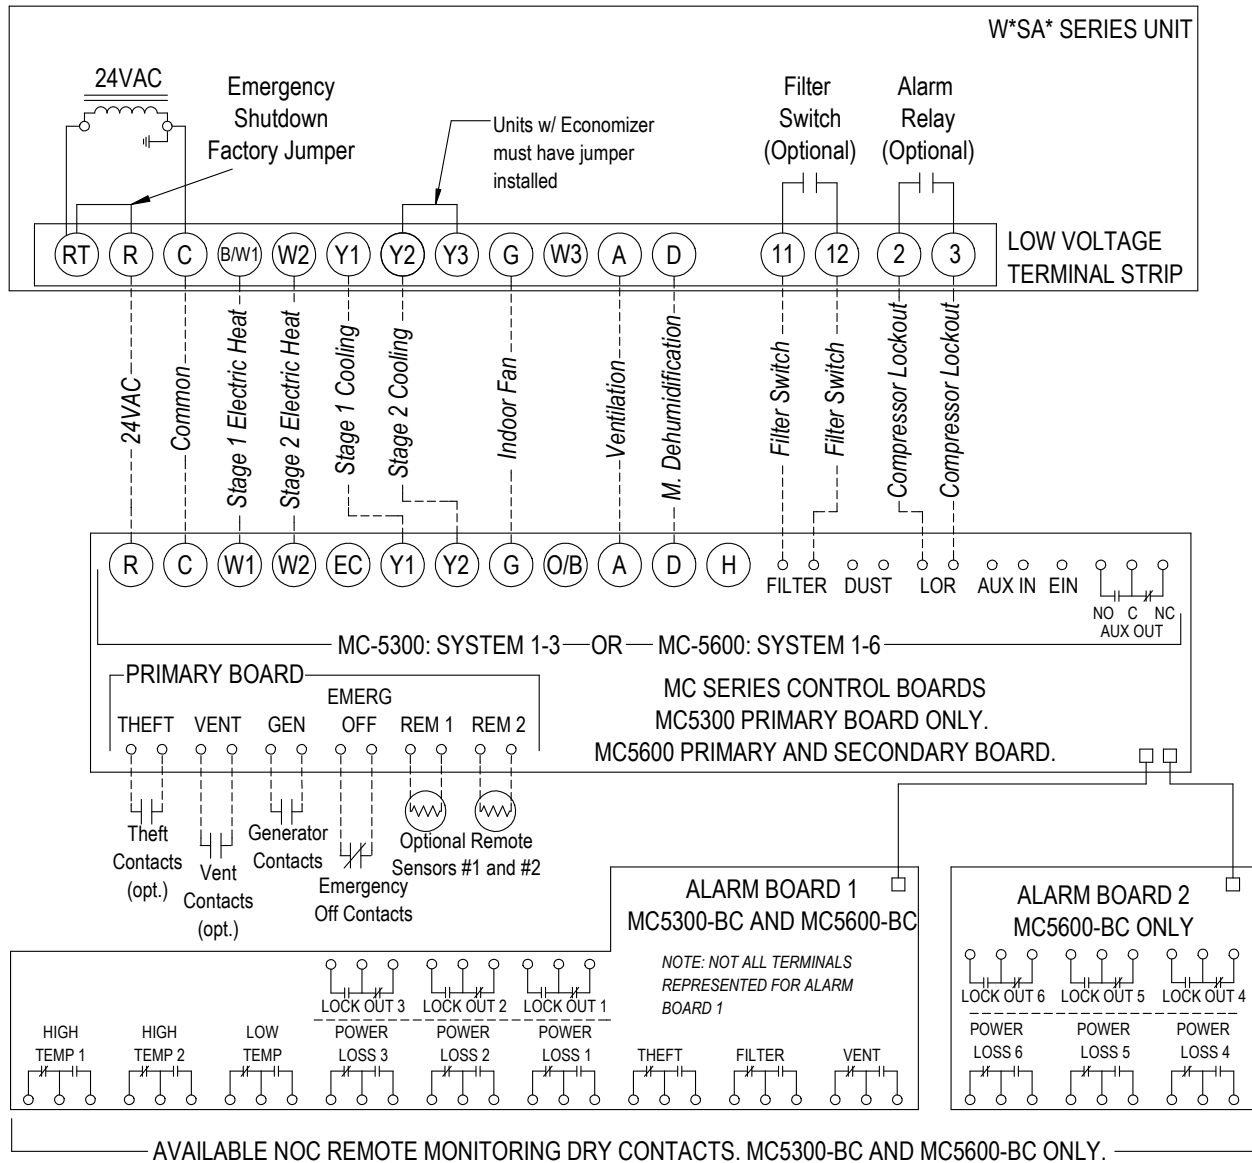 W*SA* SERIES UNIT
24VAC
Emergency
Shutdown
Factory Jumper
Units w/ Economizer
must have jumper
installed
Filter
Switch
(Optional)
Alarm
Relay
(Optional)
RT R C B/W1 W2 Y1 Y2 Y3 G W3 A D 11 12 2 3
LOW VOLTAGE
TERMINAL STRIP
24VAC
Common
Stage 1 Electric Heat
Stage 2 Electric Heat
Stage 1 Cooling
Stage 2 Cooling
Indoor Fan
Ventilation
M. Dehumidification
Filter Switch
Filter Switch
Compressor Lockout
Compressor Lockout
R C W1 W2 EC Y1 Y2 G O/B A D H
FILTER DUST LOR AUX IN EIN
NO C NC
AUX OUT
MC-5300: SYSTEM 1-3 OR MC-5600: SYSTEM 1-6
PRIMARY BOARD
THEFT VENT GEN
EMERG
OFF
REM 1 REM 2
MC SERIES CONTROL BOARDS
MC5300 PRIMARY BOARD ONLY.
MC5600 PRIMARY AND SECONDARY BOARD.
Theft
Contacts
(opt.)
Vent
Contacts
(opt.)
Generator
Contacts
Emergency
Off Contacts
Optional Remote
Sensors #1 and #2
ALARM BOARD 1
MC5300-BC AND MC5600-BC
NOTE: NOT ALL TERMINALS
REPRESENTED FOR ALARM
BOARD 1
ALARM BOARD 2
MC5600-BC ONLY
LOCK OUT 3 LOCK OUT 2 LOCK OUT 1
HIGH
TEMP 1
HIGH
TEMP 2
LOW
TEMP
POWER
LOSS 3
POWER
LOSS 2
POWER
LOSS 1
THEFT
FILTER
VENT
LOCK OUT 6 LOCK OUT 5 LOCK OUT 4
POWER
LOSS 6
POWER
LOSS 5
POWER
LOSS 4
AVAILABLE NOC REMOTE MONITORING DRY CONTACTS. MC5300-BC AND MC5600-BC ONLY.